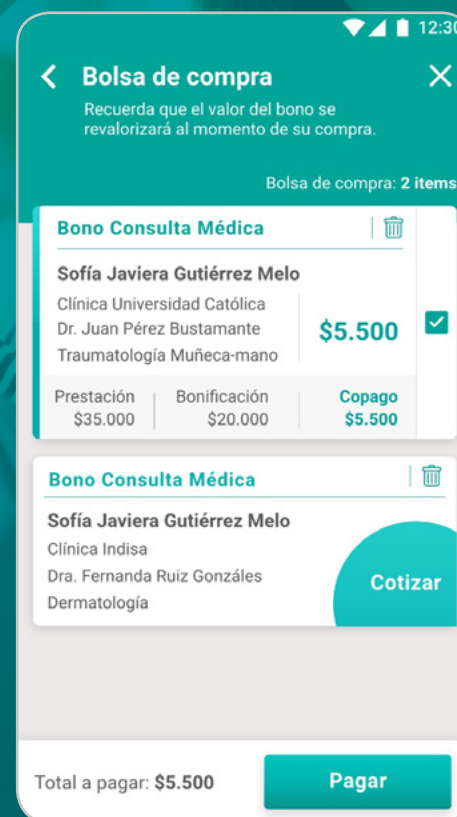 12:30
Bolsa de compra
Recuerda que el valor del bono se
revalorizará al momento de su compra.
Bolsa de compra: 2 items
Bono Consulta Médica
Sofía Javiera Gutiérrez Melo
Clínica Universidad Católica
Dr. Juan Pérez Bustamante
Traumatología Muñeca-mano
$5.500
Prestación Bonificación Copago
$35.000 $20.000 $5.500
Bono Consulta Médica
Sofía Javiera Gutiérrez Melo
Clínica Indisa
Dra. Fernanda Ruiz Gonzáles
Dermatología
Cotizar
Total a pagar: $5.500
Pagar